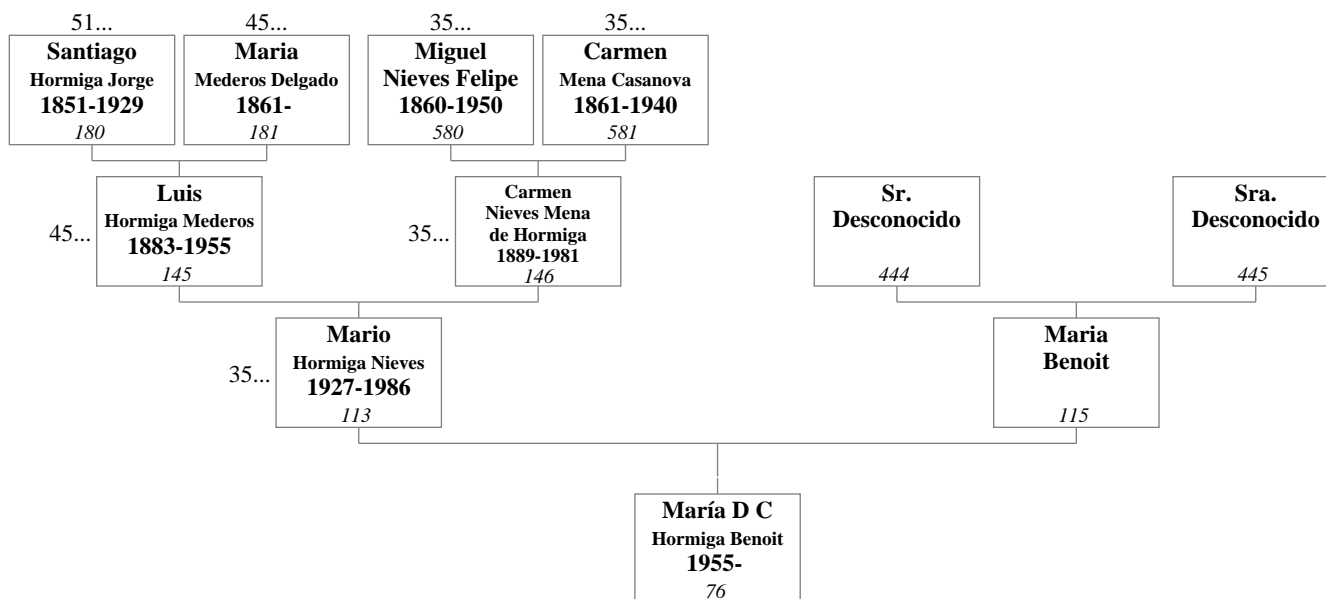 51...
45...
35...
35...
Santiago
Hormiga Jorge
1851-1929
180
Maria
Mederos Delgado
1861-
181
Miguel
Nieves Felipe
1860-1950
580
Carmen
Mena Casanova
1861-1940
581
45...
Luis
Hormiga Mederos
1883-1955
145
35...
Carmen
Nieves Mena
de Hormiga
1889-1981
146
Sr.
Desconocido
444
Sra.
Desconocido
445
35...
Mario
Hormiga Nieves
1927-1986
113
Maria
Benoit
115
María D C
Hormiga Benoit
1955-
76